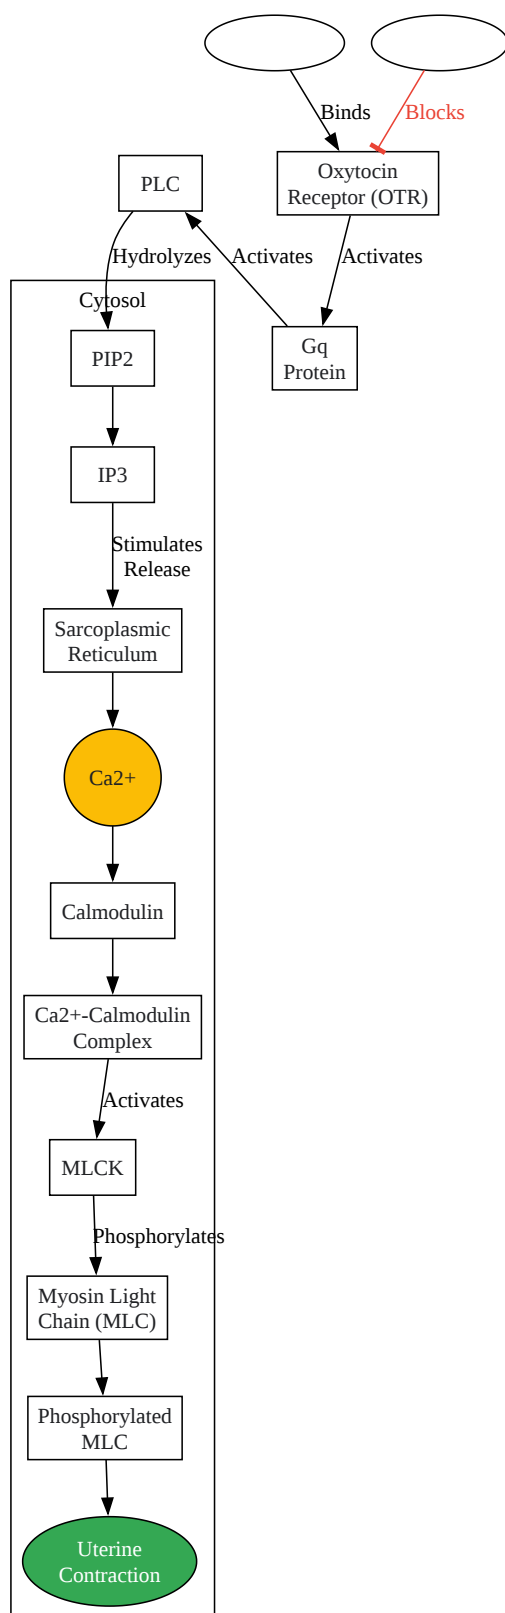 Binds
Blocks
Oxytocin
Receptor (OTR)
PLC
Hydrolyzes
Activates
Activates
Cytosol
PIP2
Gq
Protein
IP3
Stimulates
Release
Sarcoplasmic
Reticulum
Ca2+
Calmodulin
Ca2+-Calmodulin
Complex
Activates
MLCK
Phosphorylates
Myosin Light
Chain (MLC)
Phosphorylated
MLC
Uterine
Contraction